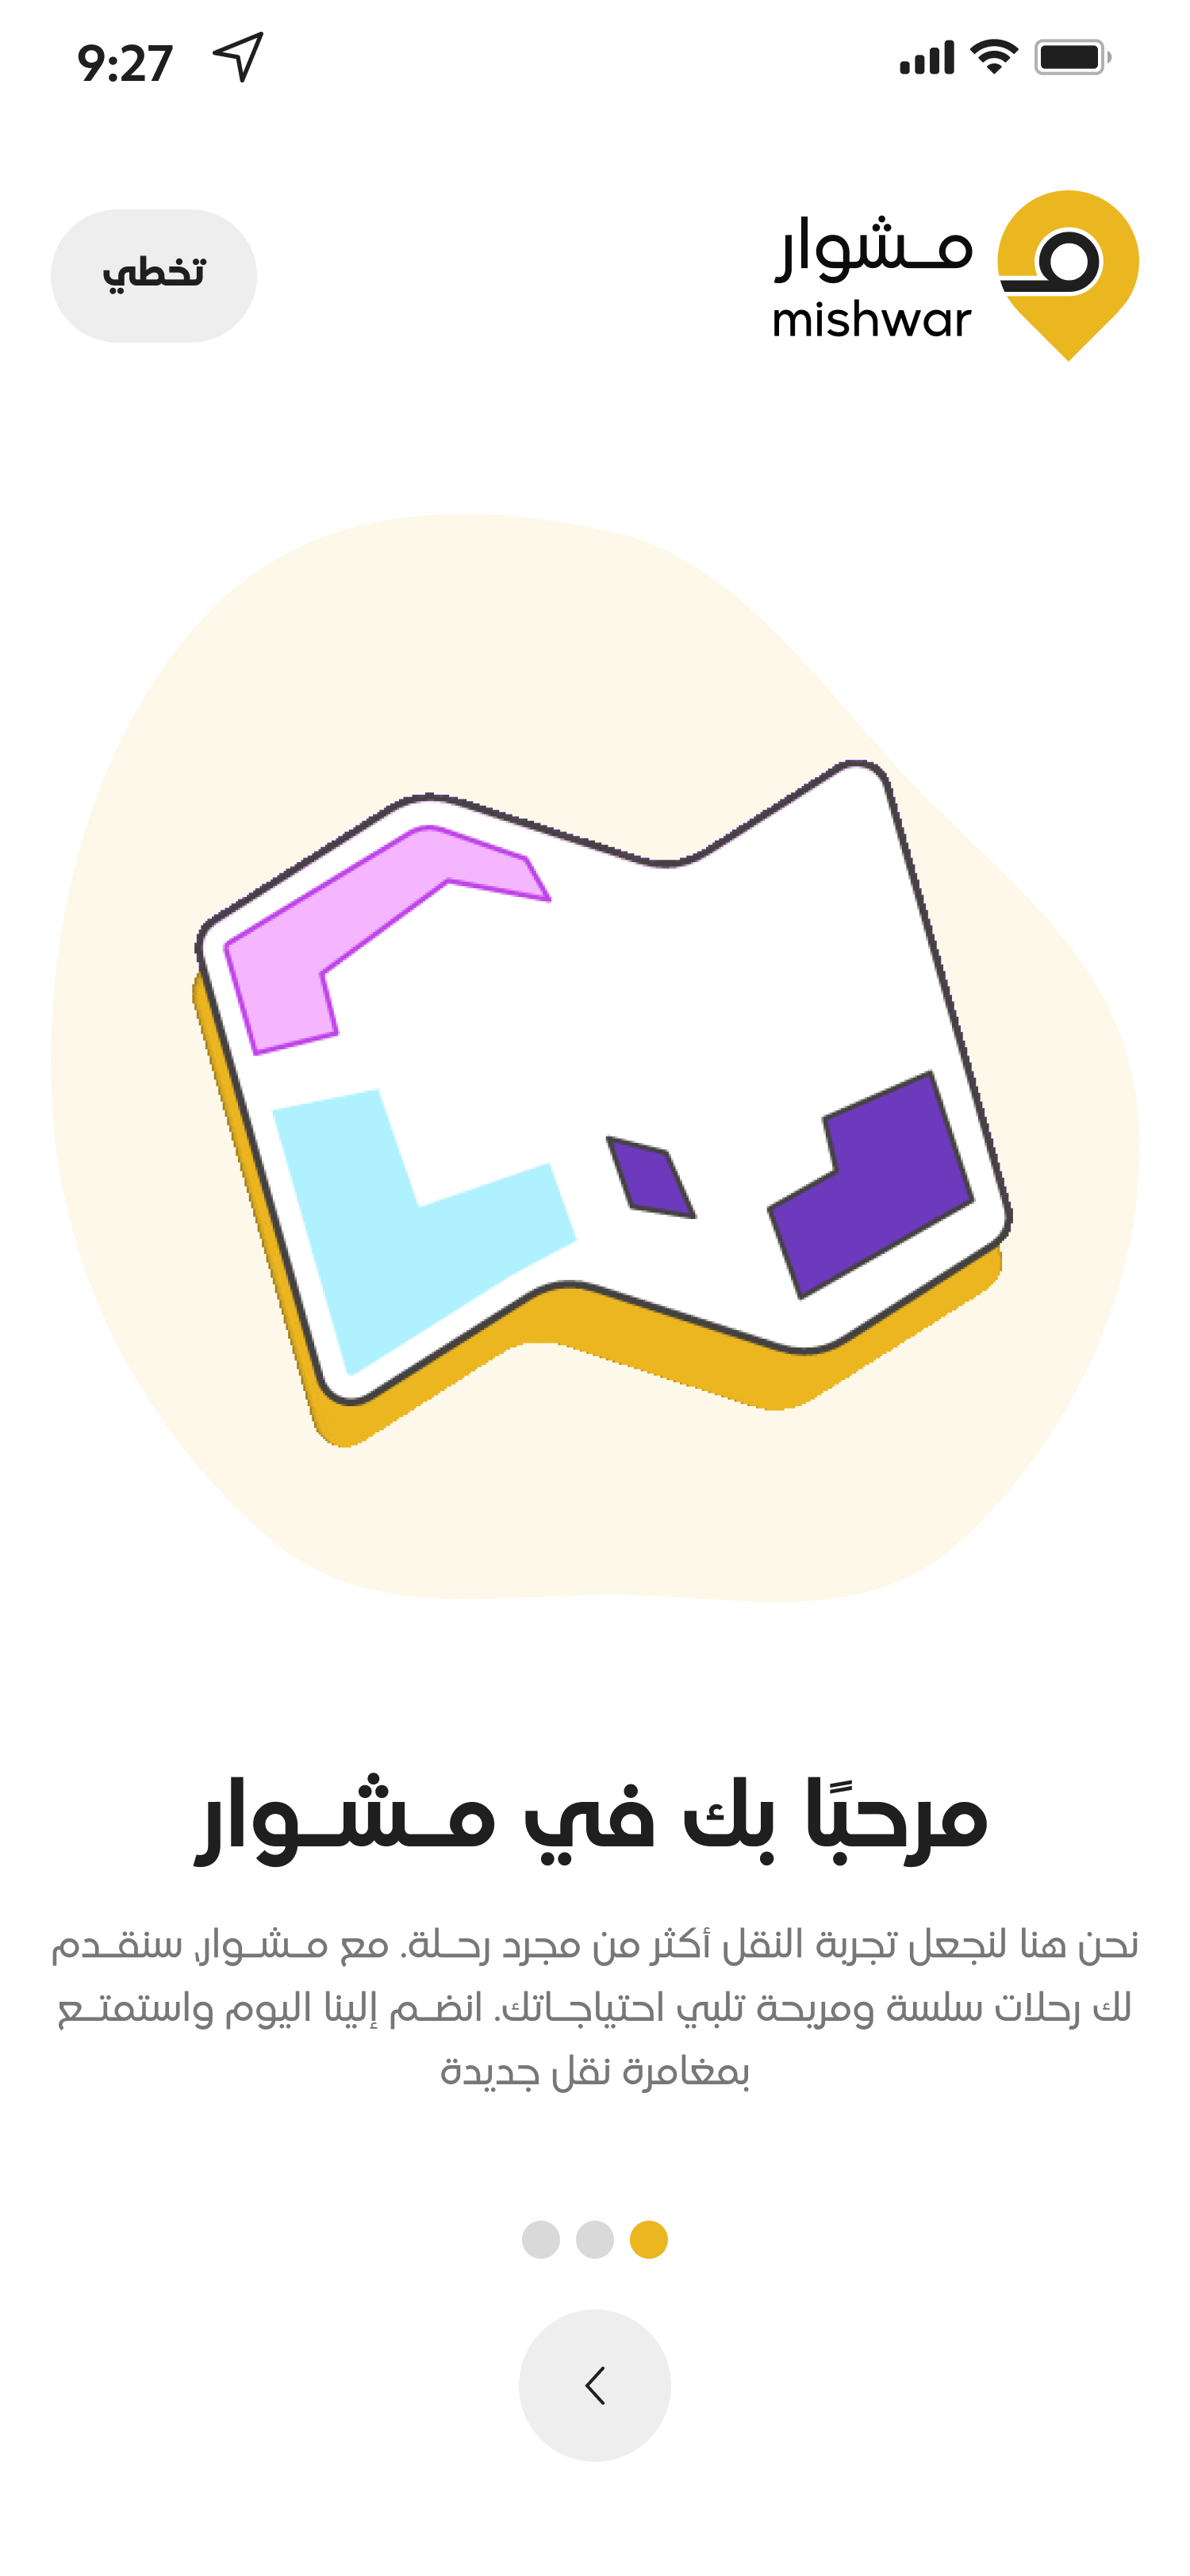 9:27
مـشوار
mishwar
تخطي
مرحبًا بك في مـشـوار
نحن هنا لنجعل تجربة النقل أكثر من مجرد رحـلة. مع مـشـوار، سنقـدم
لك رحلات سلسة ومريحة تلبي احتياجـاتك. انضـم إلينا اليوم واستمتـع
بمغامرة نقل جديدة